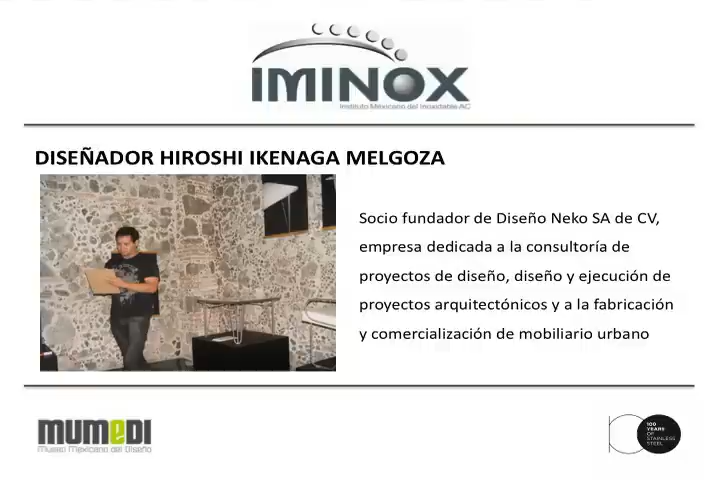 IMINOX
Instituto Mexicano del Inoxidable AC
DISEÑADOR HIROSHI IKENAGA MELGOZA
Socio fundador de Diseño Neko SA de CV,
empresa dedicada a la consultoría de
proyectos de diseño, diseño y ejecución de
proyectos arquitectónicos y a la fabricación
y comercialización de mobiliario urbano
mumeDI
Museo Mexicano del Diseño
100
YEARS
OF
STAINLESS
STEEL